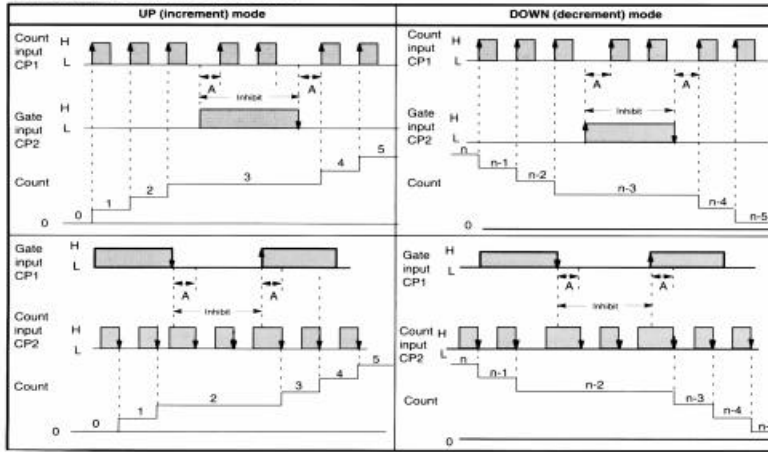 UP (increment) mode
DOWN (decrement) mode
Count
input
CP1
H
L
A
A
Inhibit
Gate
input
CP2
H
L
Count
0
0
1
2
3
4
5
Count
input
CP1
H
L
A
A
Inhibit
Gate
input
CP2
H
L
Count
n
n-1
n-2
n-3
n-4
n-5
0
Gate
input
CP1
H
L
A
A
Inhibit
Count
input
CP2
H
L
Count
0
0
1
2
3
4
5
Gate
input
CP1
H
L
A
A
Inhibit
Count
input
CP2
H
L
Count
n
n-1
n-2
n-3
n-4
n-
0